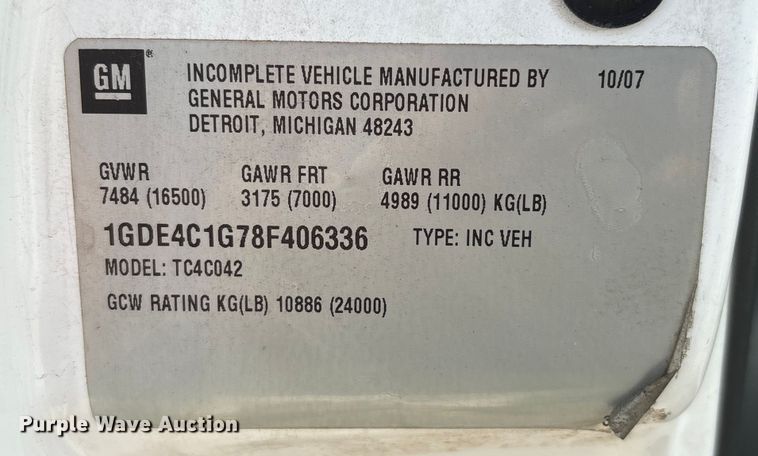 GM®
INCOMPLETE VEHICLE MANUFACTURED BY 10/07
GENERAL MOTORS CORPORATION
DETROIT, MICHIGAN 48243
GVWR GAWR FRT GAWR RR
7484 (16500) 3175 (7000) 4989 (11000) KG(LB)
1GDE4C1G78F406336 TYPE: INC VEH
MODEL: TC4C042
GCW RATING KG(LB) 10886 (24000)
Purple Wave Auction